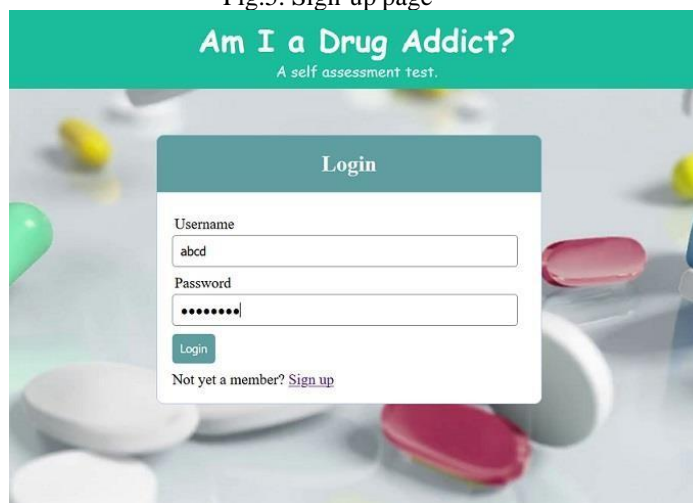 Fig.5. Sign-up page
Am I a Drug Addict?
A self assessment test.
Login
Username
abcd
Password
••••••••
Login
Not yet a member? Sign up